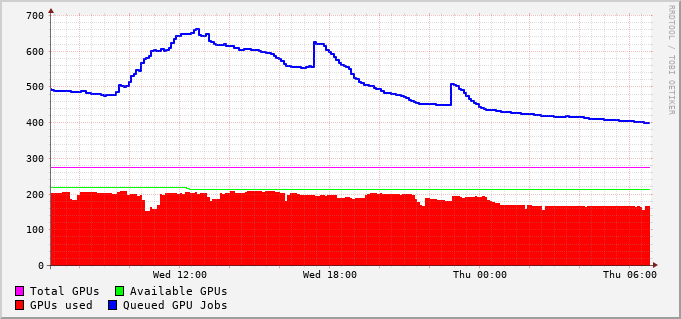 700
600
500
400
300
200
100
0
Wed 12:00 Wed 18:00 Thu 00:00 Thu 06:00
Total GPUs Available GPUs
GPUs used Queued GPU Jobs
RRDTOOL / TOBI OETIKER